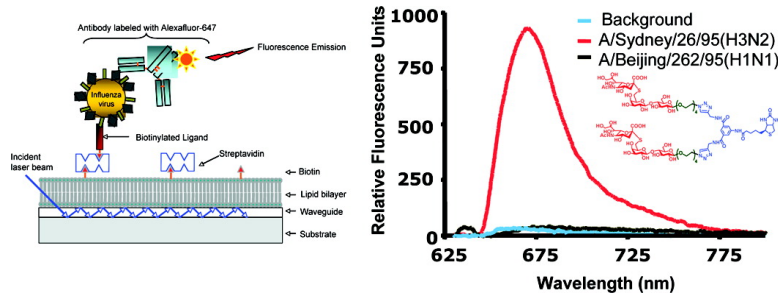 Antibody labeled with Alexafluor-647
Fluorescence Emission
Influenza
virus
Biotinylated Ligand
Incident
laser beam
Streptavidin
Biotin
Lipid bilayer
Waveguide
Substrate
Relative Fluorescence Units
1000
750
500
250
0
625
675
725
775
Wavelength (nm)
Background
A/Sydney/26/95(H3N2)
A/Beijing/262/95(H1N1)